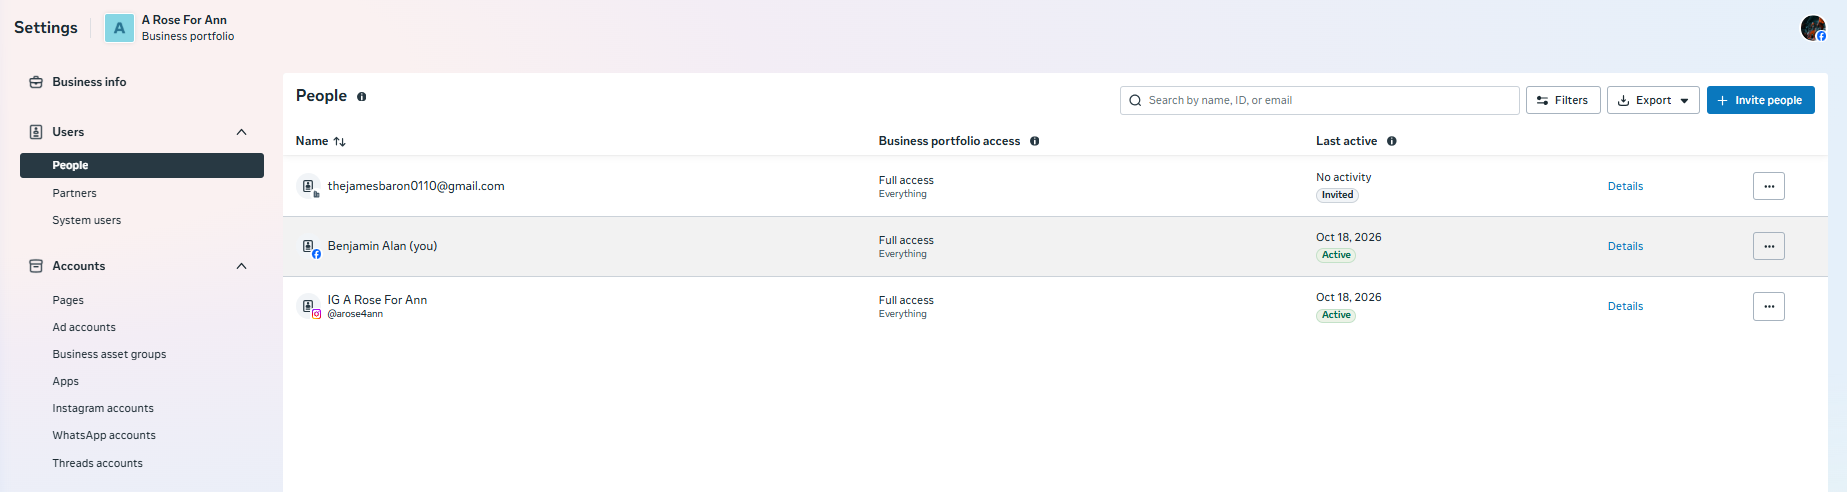 Settings
A
A Rose For Ann
Business portfolio
Business info
Users
People
Partners
System users
Accounts
Pages
Ad accounts
Business asset groups
Apps
Instagram accounts
WhatsApp accounts
Threads accounts
People
Search by name, ID, or email
Filters
Export
+ Invite people
Name
Business portfolio access
Last active
thejamesbaron0110@gmail.com
Full access
Everything
No activity
Invited
Details
...
Benjamin Alan (you)
Full access
Everything
Oct 18, 2026
Active
Details
...
IG A Rose For Ann
@arose4ann
Full access
Everything
Oct 18, 2026
Active
Details
...